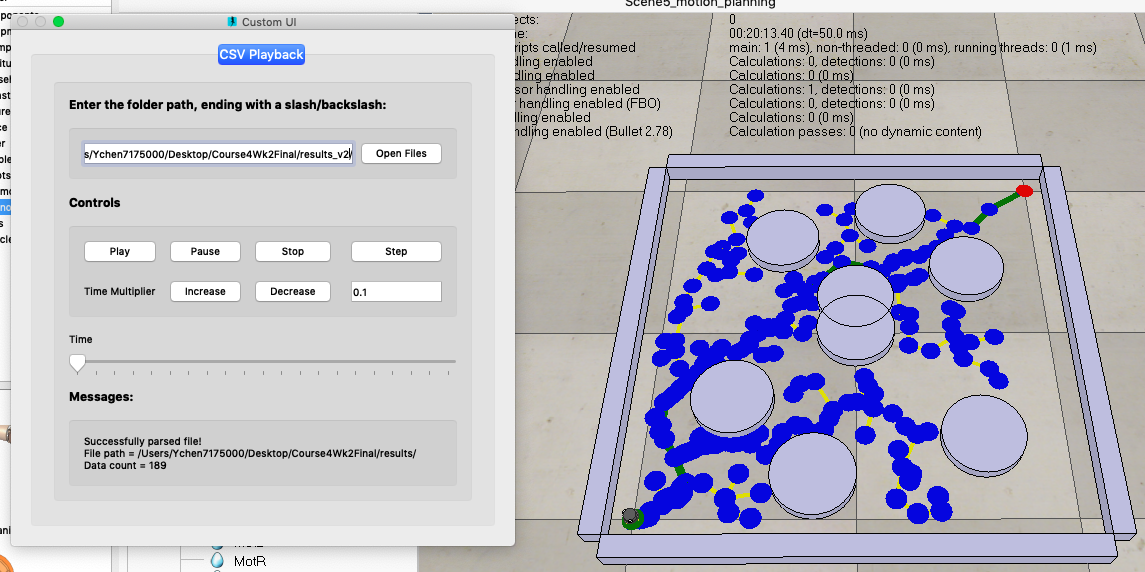 Scene5_motion_planning
Custom UI
CSV Playback
Enter the folder path, ending with a slash/backslash:
s/Ychen7175000/Desktop/Course4Wk2Final/results_v2/
Open Files
Controls
Play
Pause
Stop
Step
Time Multiplier
Increase
Decrease
0.1
Time
Messages:
Successfully parsed file!
File path = /Users/Ychen7175000/Desktop/Course4Wk2Final/results/
Data count = 189
0
00:20:13.40 (dt=50.0 ms)
ripts called/resumed
main: 1 (4 ms), non-threaded: 0 (0 ms), running threads: 0 (1 ms)
dling enabled
Calculations: 0, detections: 0 (0 ms)
dling enabled
Calculations: 0 (0 ms)
sor handling enabled
Calculations: 1, detections: 0 (0 ms)
r handling enabled (FBO)
Calculations: 0, detections: 0 (0 ms)
enabled
Calculations: 0 (0 ms)
ndling enabled (Bullet 2.78)
Calculation passes: 0 (no dynamic content)
MotR